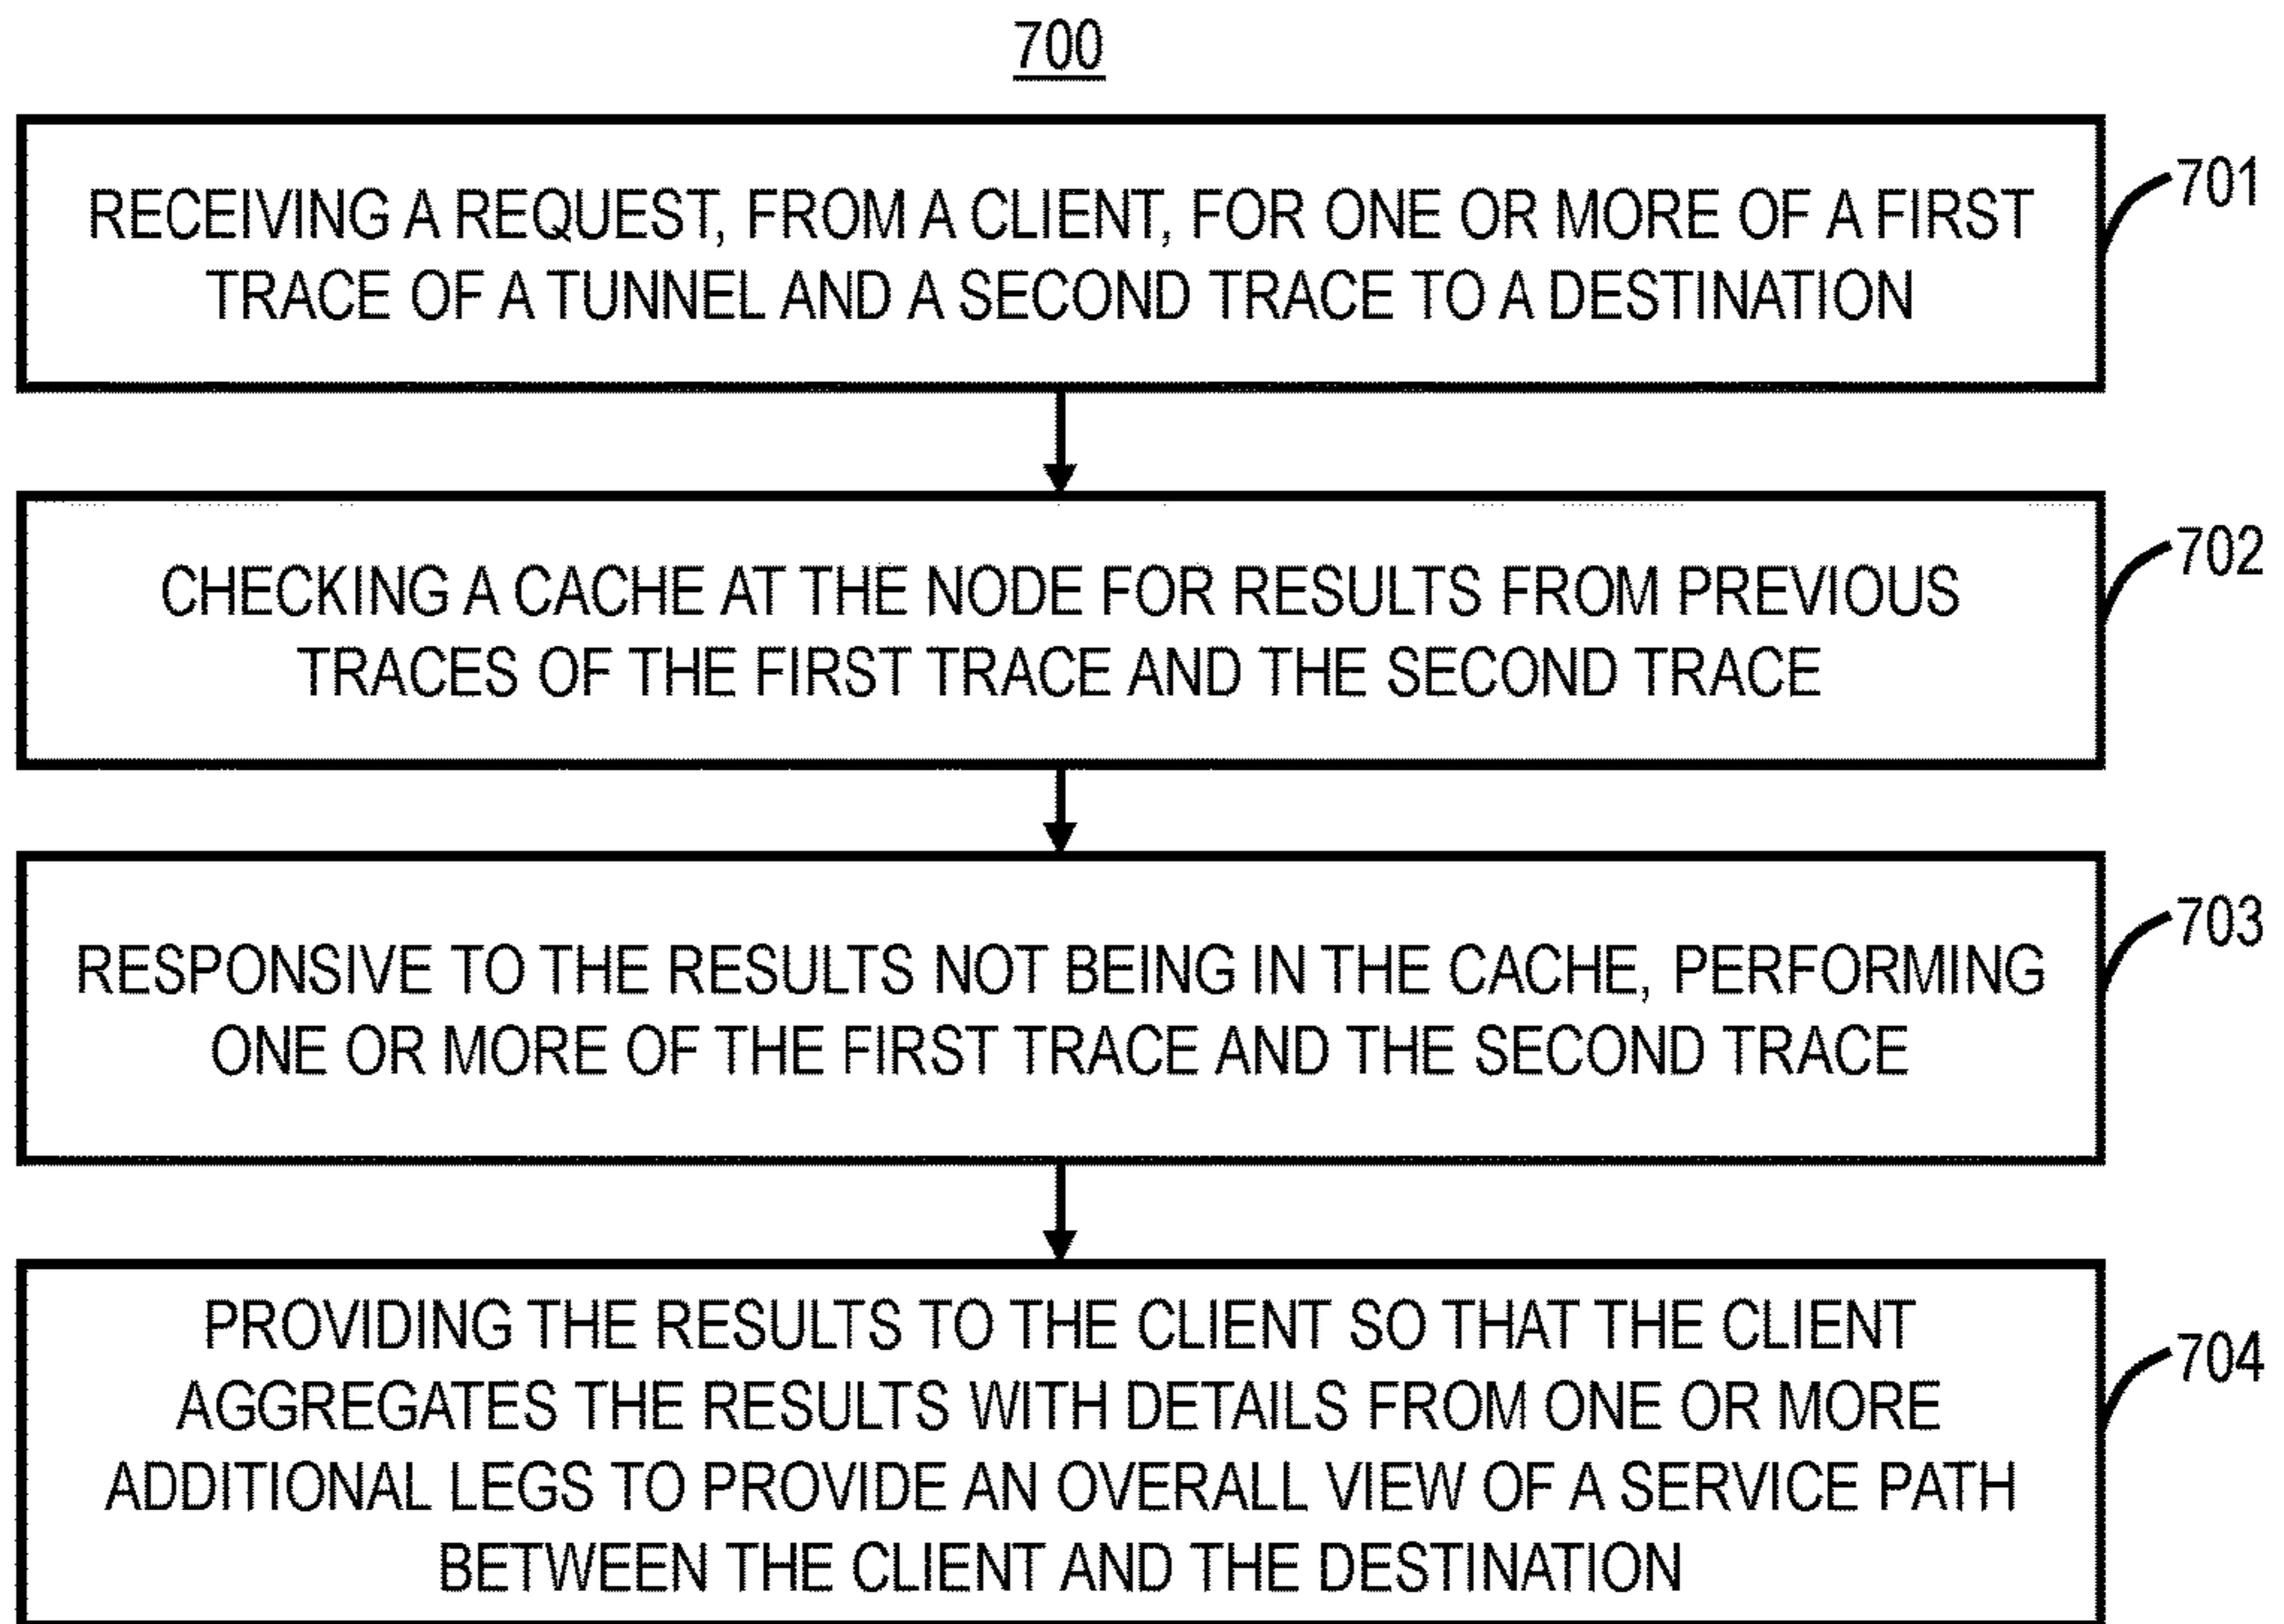 700
RECEIVING A REQUEST, FROM A CLIENT, FOR ONE OR MORE OF A FIRST
TRACE OF A TUNNEL AND A SECOND TRACE TO A DESTINATION
701
CHECKING A CACHE AT THE NODE FOR RESULTS FROM PREVIOUS
TRACES OF THE FIRST TRACE AND THE SECOND TRACE
702
RESPONSIVE TO THE RESULTS NOT BEING IN THE CACHE, PERFORMING
ONE OR MORE OF THE FIRST TRACE AND THE SECOND TRACE
703
PROVIDING THE RESULTS TO THE CLIENT SO THAT THE CLIENT
AGGREGATES THE RESULTS WITH DETAILS FROM ONE OR MORE
ADDITIONAL LEGS TO PROVIDE AN OVERALL VIEW OF A SERVICE PATH
BETWEEN THE CLIENT AND THE DESTINATION
704